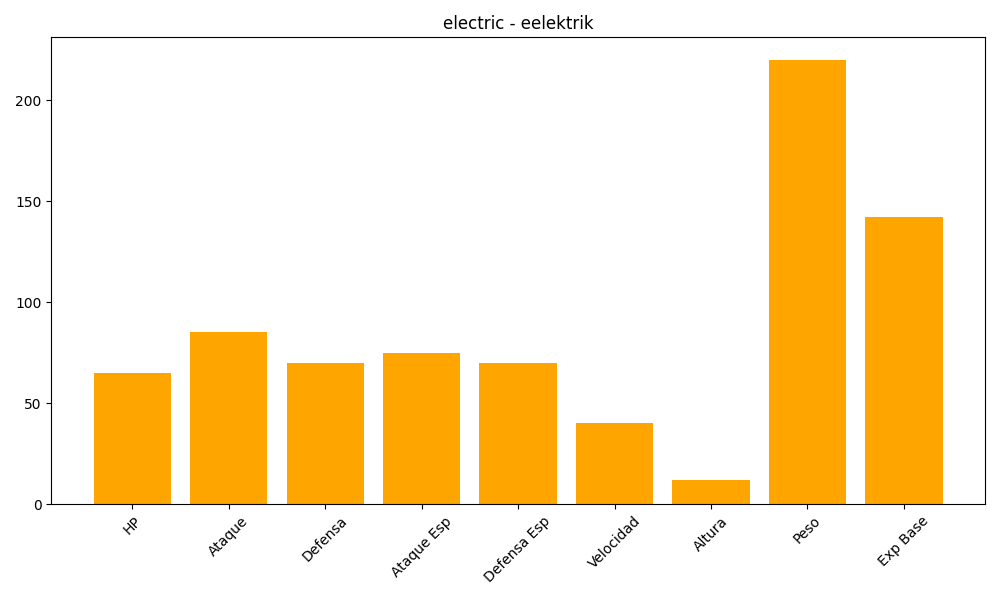 electric - eelektrik
200
150
100
50
0
HP
Ataque
Defensa
Ataque Esp
Defensa Esp
Velocidad
Altura
Peso
Exp Base